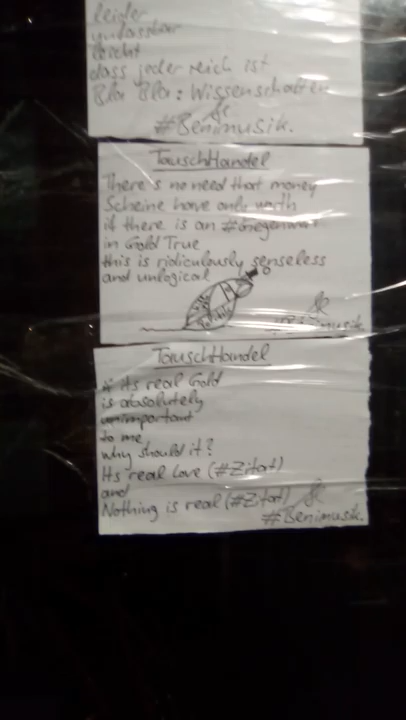 leider
unfassbar
leicht
dass jeder reich ist
Bla Bla: Wissenschaften
#Benimusik.
TauschHandel
There s no need that money
Scheine have only worth
if there is an #Gegenwert
in Gold True
this is ridiculously senseless
and unlogical
#Benimusik
TauschHandel
if its real Gold
is absolutely
unimportant
to me
why should it?
Its real Love (#Zitat)
and
Nothing is real (#Zitat)
#Benimusik.